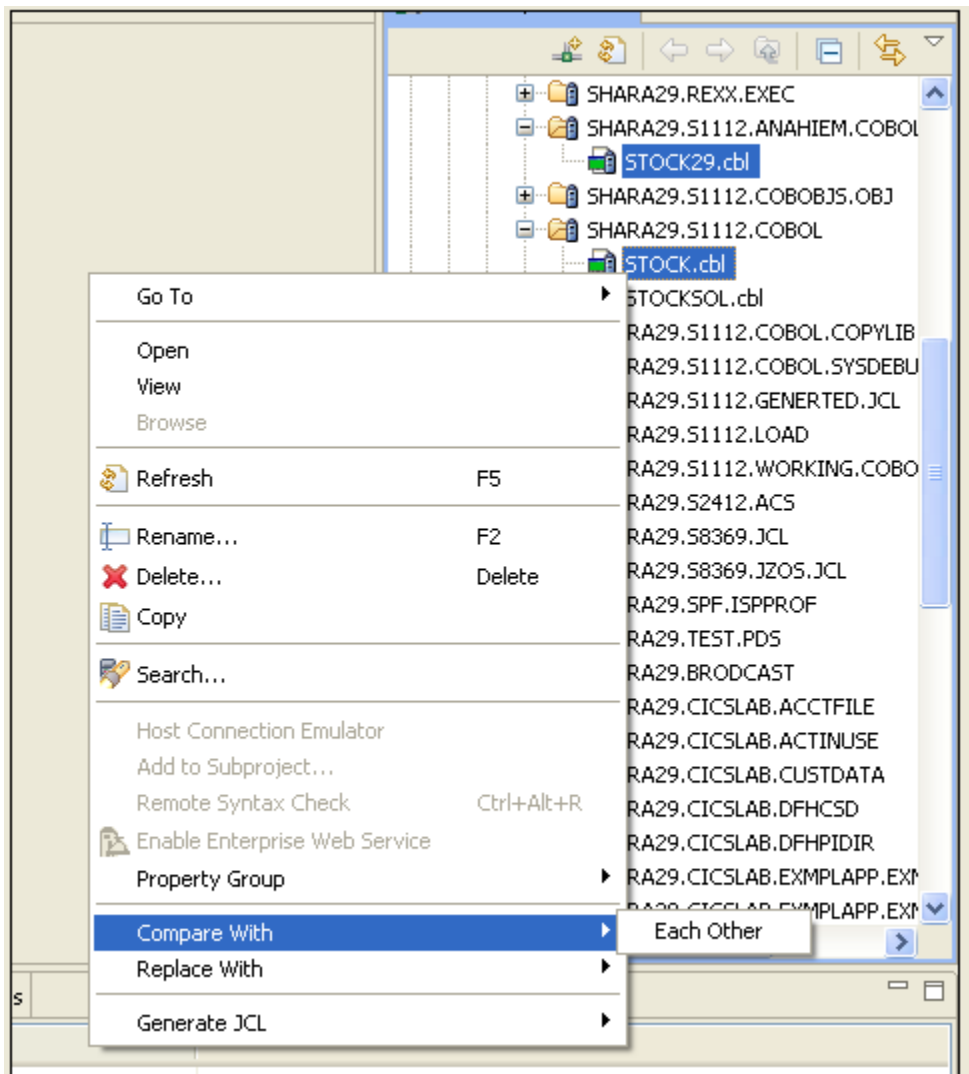 SHARA29.REXX.EXEC
SHARA29.S1112.ANAHIEM.COBOL
STOCK29.cbl
SHARA29.S1112.COBOBJS.OBJ
SHARA29.S1112.COBOL
STOCK.cbl
STOCKSOL.cbl
RA29.S1112.COBOL.COPYLIB
RA29.S1112.COBOL.SYSDEBU
RA29.S1112.GENERTED.JCL
RA29.S1112.LOAD
RA29.S1112.WORKING.COBO
RA29.S2412.ACS
RA29.S8369.JCL
RA29.S8369.JZOS.JCL
RA29.SPF.ISPPROF
RA29.TEST.PDS
RA29.BRODCAST
RA29.CICSLAB.ACCTFILE
RA29.CICSLAB.ACTINUSE
RA29.CICSLAB.CUSTDATA
RA29.CICSLAB.DFHCSD
RA29.CICSLAB.DFHPIDIR
RA29.CICSLAB.EXMPLAPP.EXM
RA29.CICSLAB.EXMPLAPP.EXM
Go To
Open
View
Browse
Refresh F5
Rename... F2
Delete... Delete
Copy
Search...
Host Connection Emulator
Add to Subproject...
Remote Syntax Check Ctrl+Alt+R
Enable Enterprise Web Service
Property Group
Compare With
Each Other
Replace With
Generate JCL
s